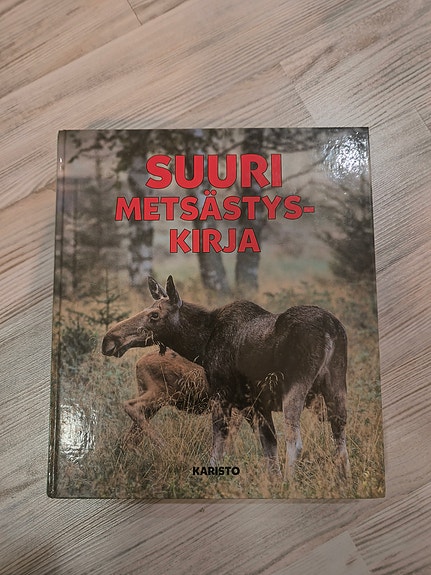 SUURI
METSÄSTYS-
KIRJA
KARISTO